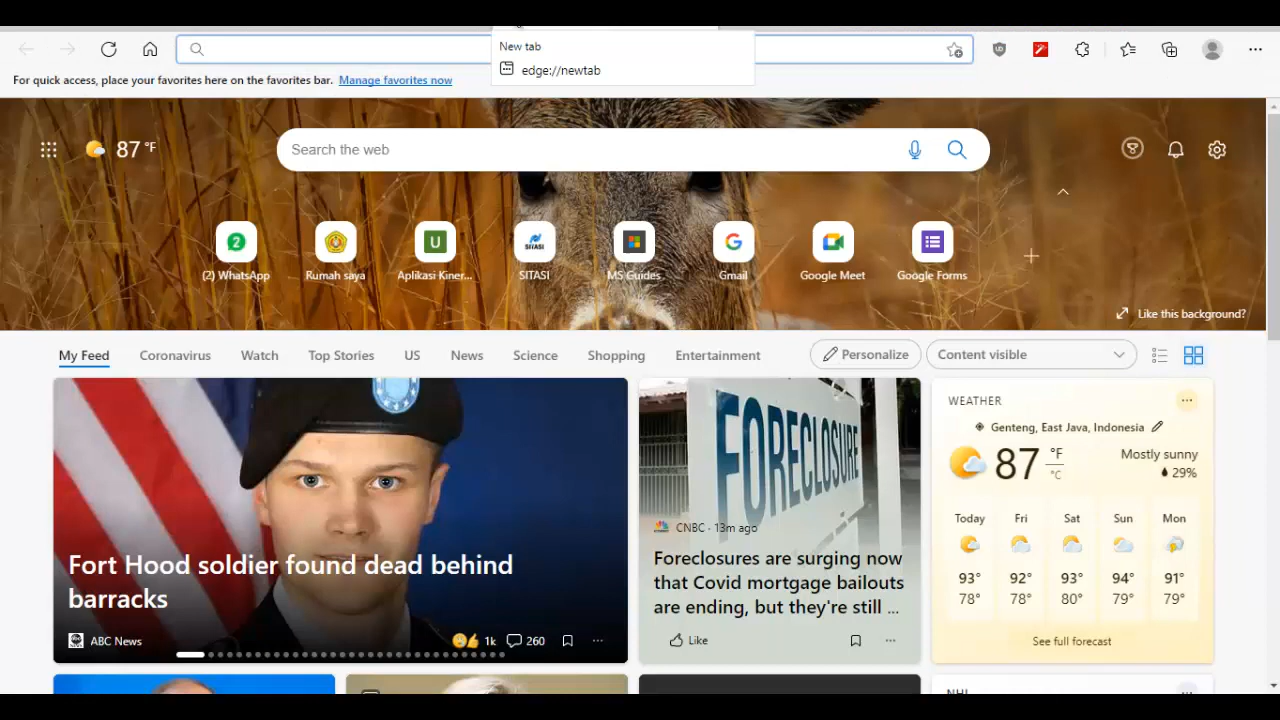 New tab
edge://newtab
For quick access, place your favorites here on the favorites bar. Manage favorites now
87 °F
Search the web
2
U
SITASI
(2) WhatsApp
Rumah saya
Aplikasi Kiner...
SITASI
MS Guides
Gmail
Google Meet
Google Forms
Like this background?
My Feed
Coronavirus
Watch
Top Stories
US
News
Science
Shopping
Entertainment
Personalize
Content visible
Fort Hood soldier found dead behind
barracks
ABC News
1k
260
FORECLOSURE
CNBC · 13m ago
Foreclosures are surging now
that Covid mortgage bailouts
are ending, but they're still ...
Like
WEATHER
Genteng, East Java, Indonesia
87 °F
°C
Mostly sunny
29%
Today Fri Sat Sun Mon
93° 92° 93° 94° 91°
78° 78° 80° 79° 79°
See full forecast
NHL